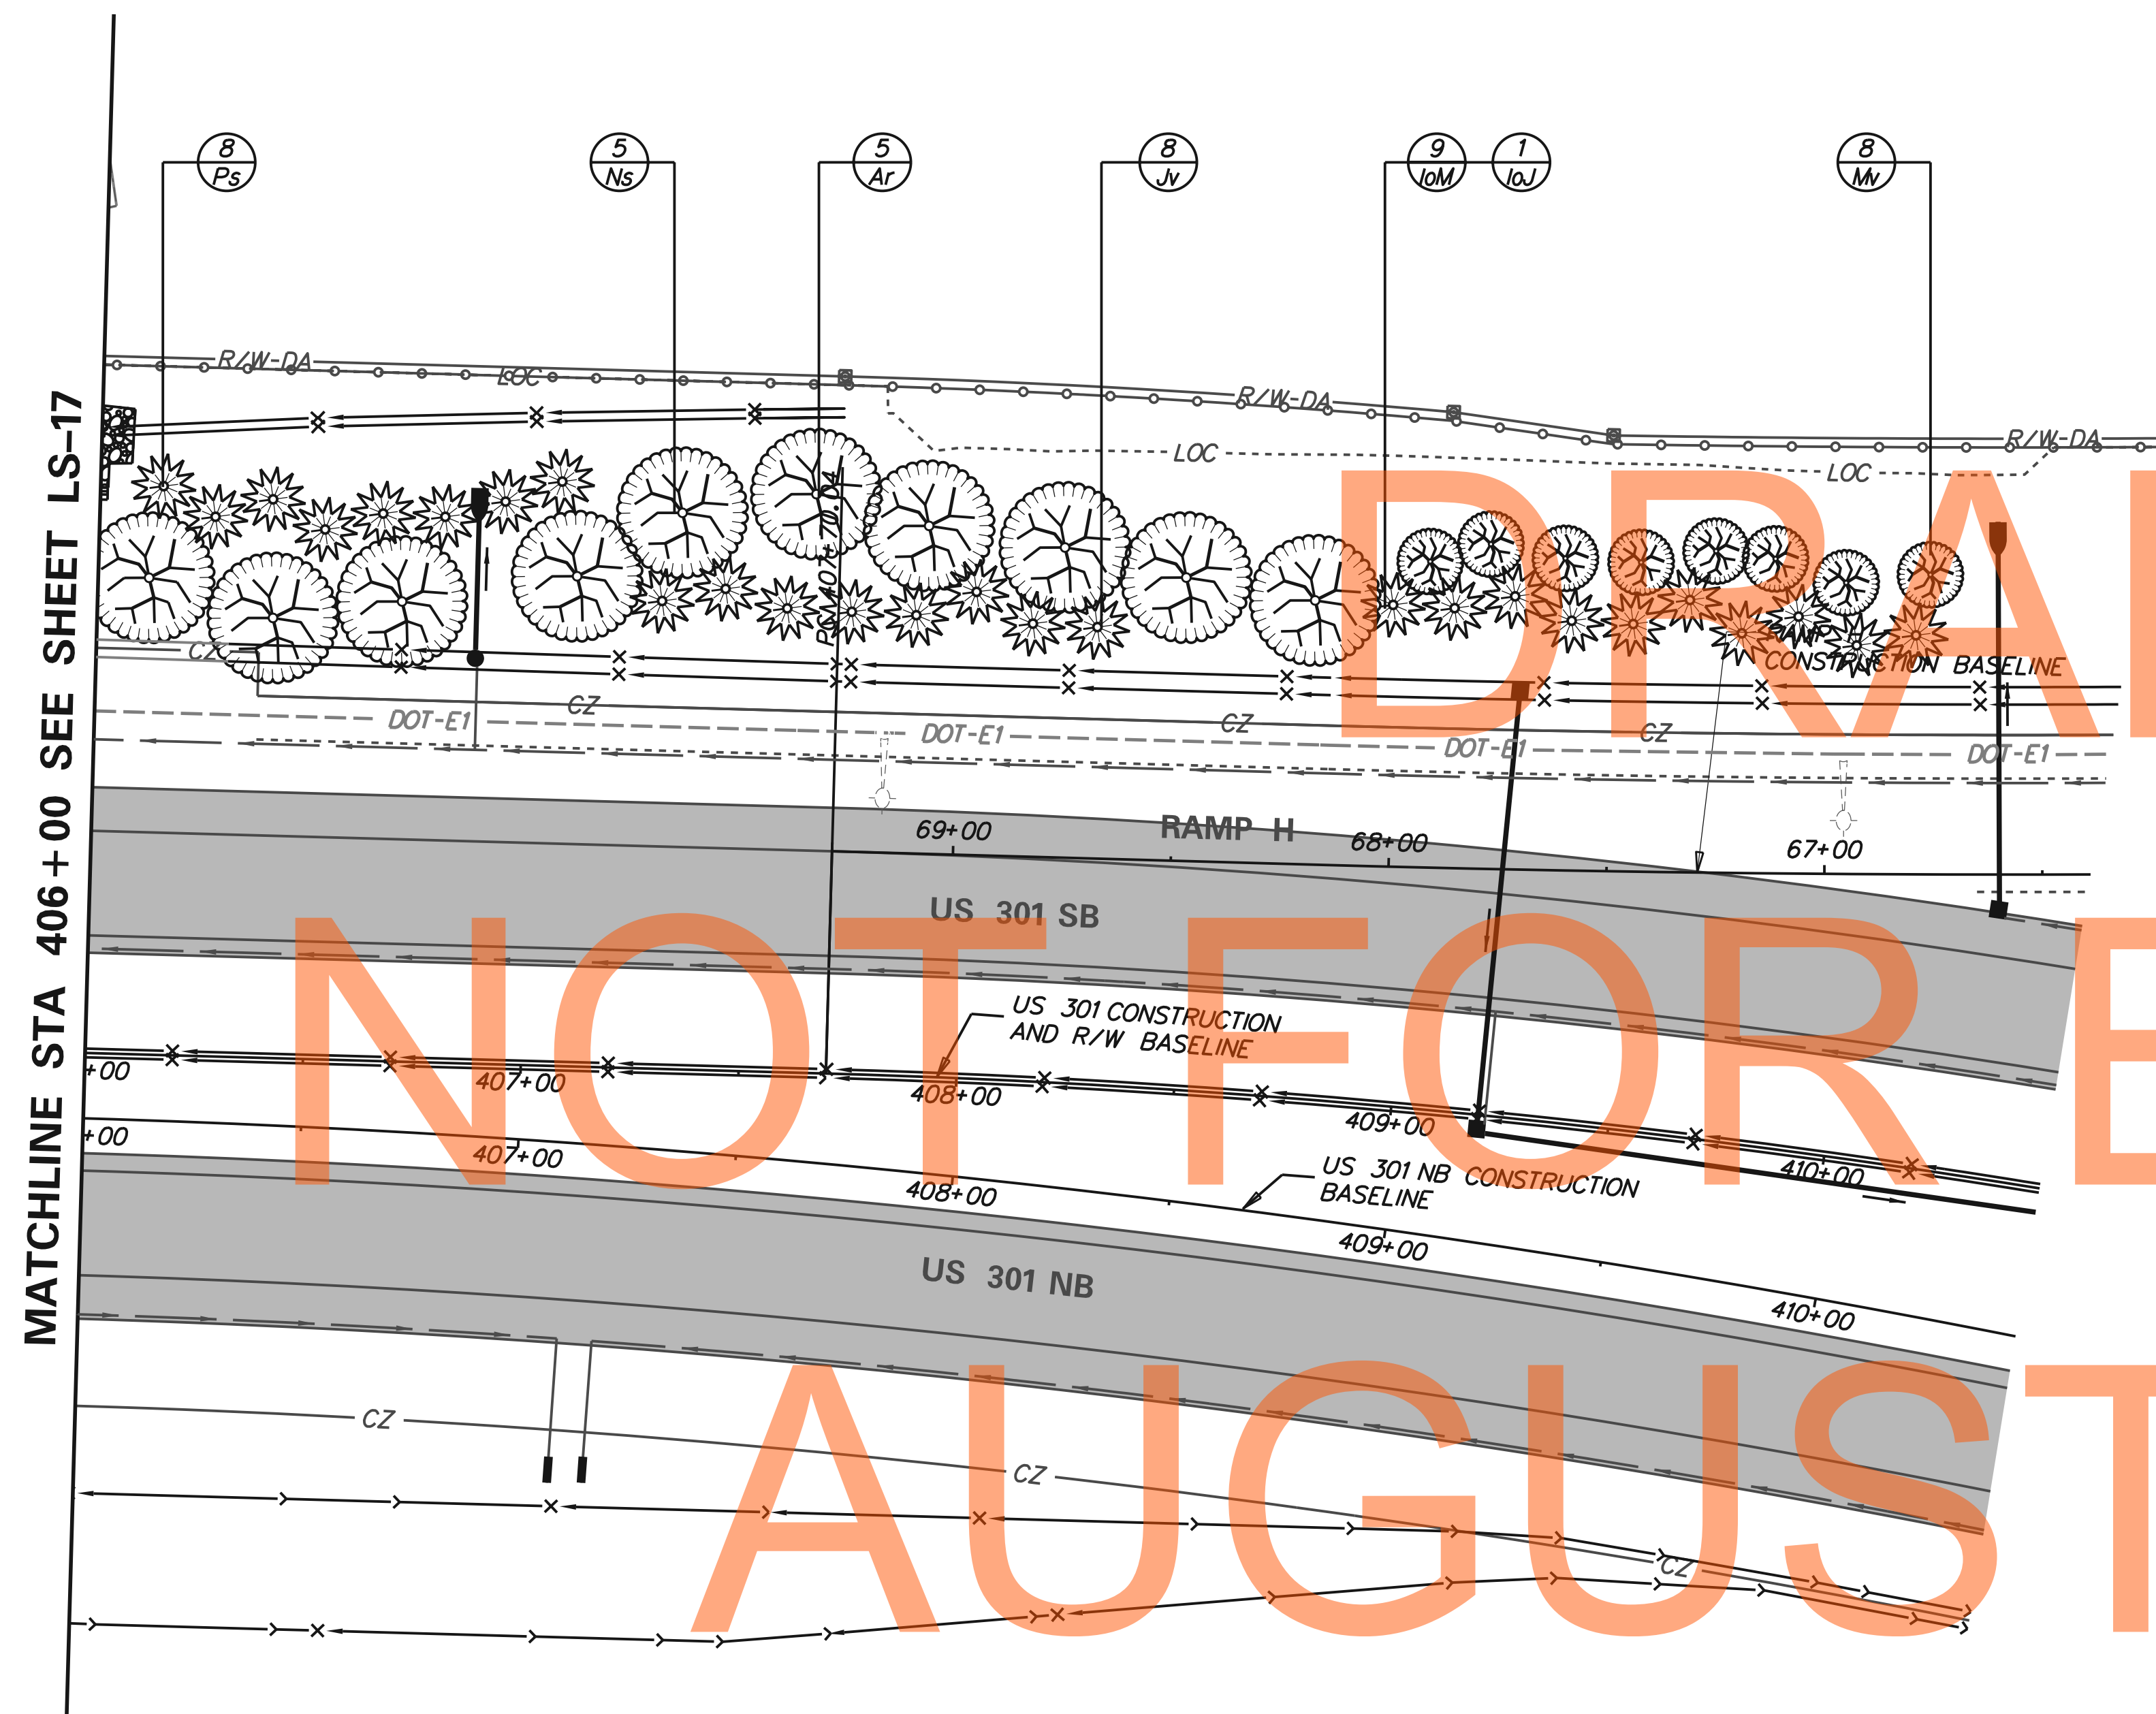 8
Ps
5
Ns
5
Ar
8
Jv
9
IoM
1
IoJ
8
Mv
R/W-DA
LOC
R/W-DA
LOC
R/W-DA
LOC
MATCHLINE STA 406+00 SEE SHEET LS-17
RAMP
CONSTRUCTION BASELINE
CZ
CZ
CZ
CZ
DOT-E1
DOT-E1
DOT-E1
DOT-E1
RAMP H
69+00
68+00
67+00
US 301 SB
US 301 CONSTRUCTION
AND R/W BASELINE
+00
407+00
408+00
409+00
410+00
+00
407+00
408+00
409+00
410+00
US 301 NB CONSTRUCTION
BASELINE
US 301 NB
CZ
CZ
CZ
DRA
NOT FOR
AUGUST